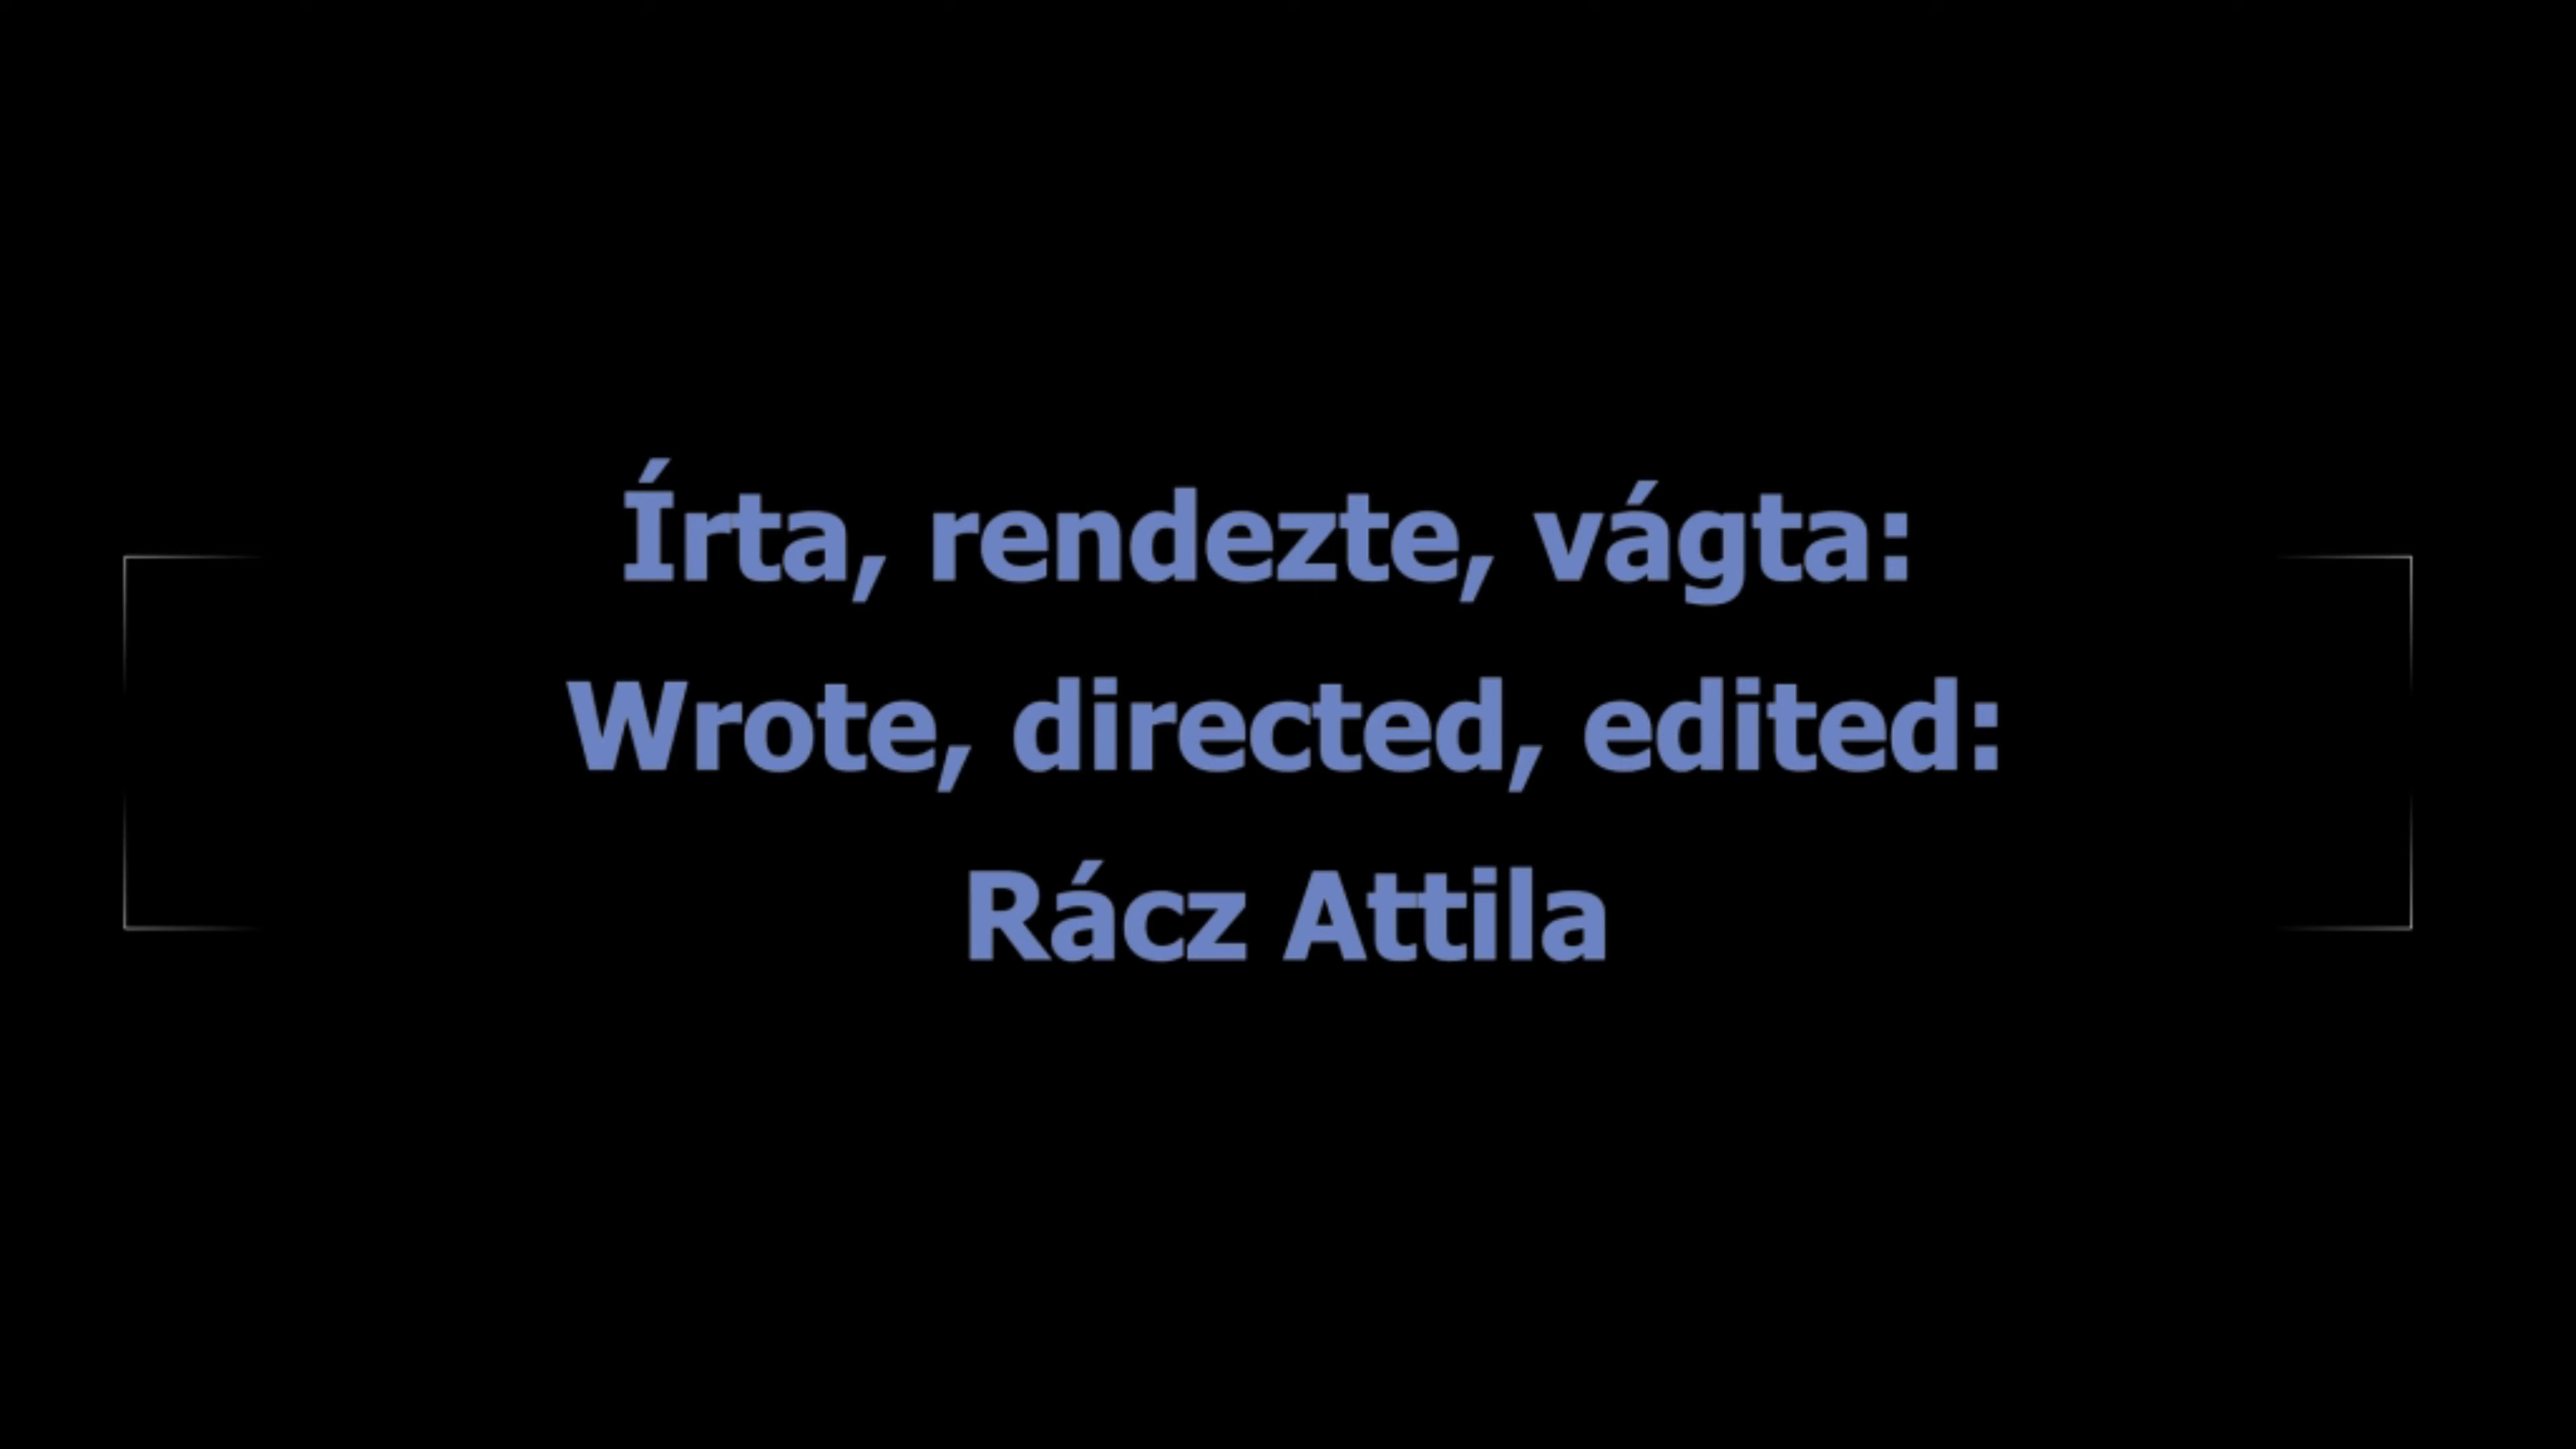 Írta, rendezte, vágta:
Wrote, directed, edited:
Rácz Attila